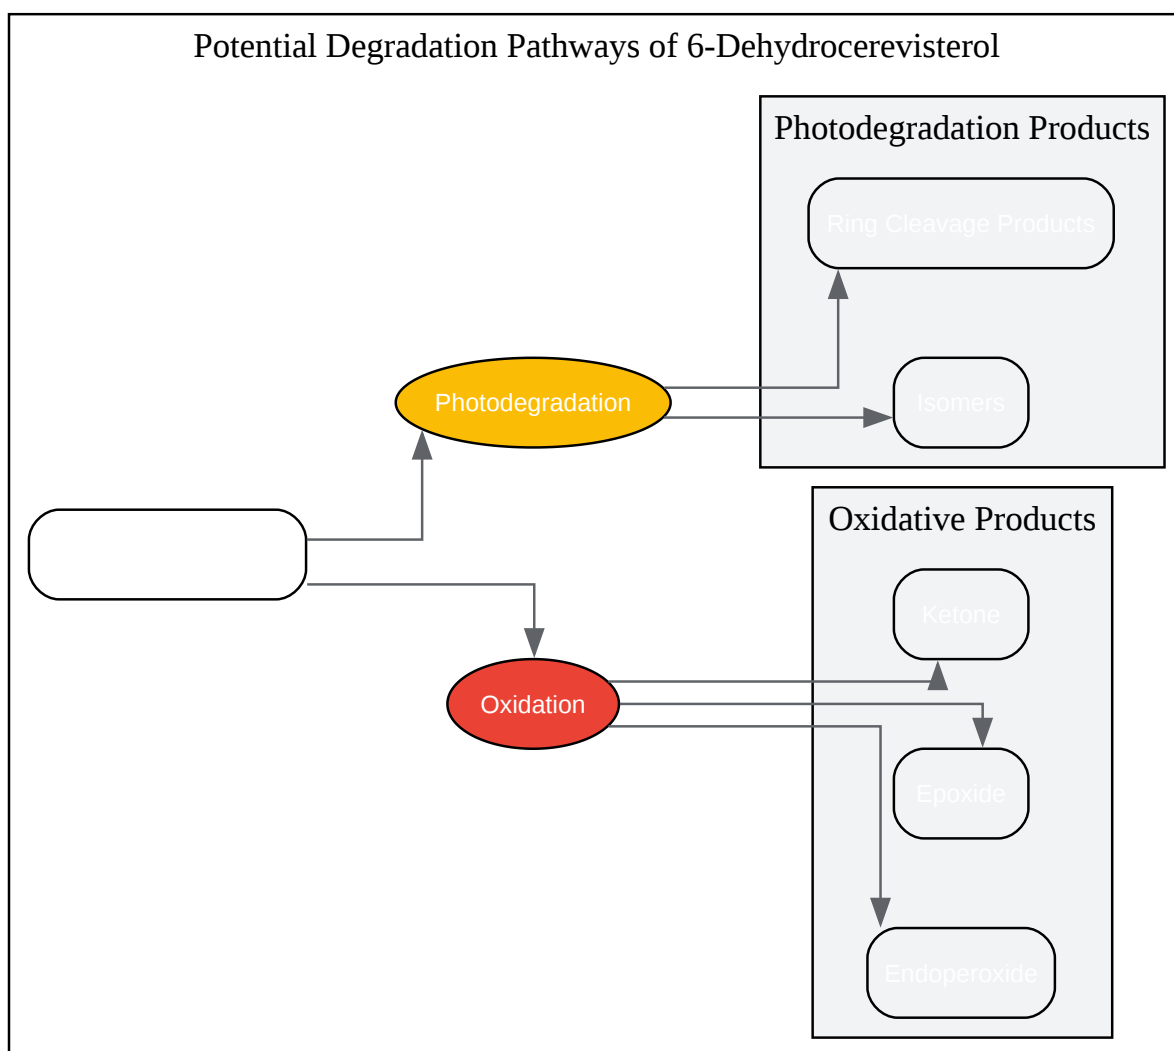 Potential Degradation Pathways of 6-Dehydrocerevisterol
Photodegradation Products
Ring Cleavage Products
Photodegradation
Isomers
Oxidative Products
Ketone
Oxidation
Epoxide
Endoperoxide